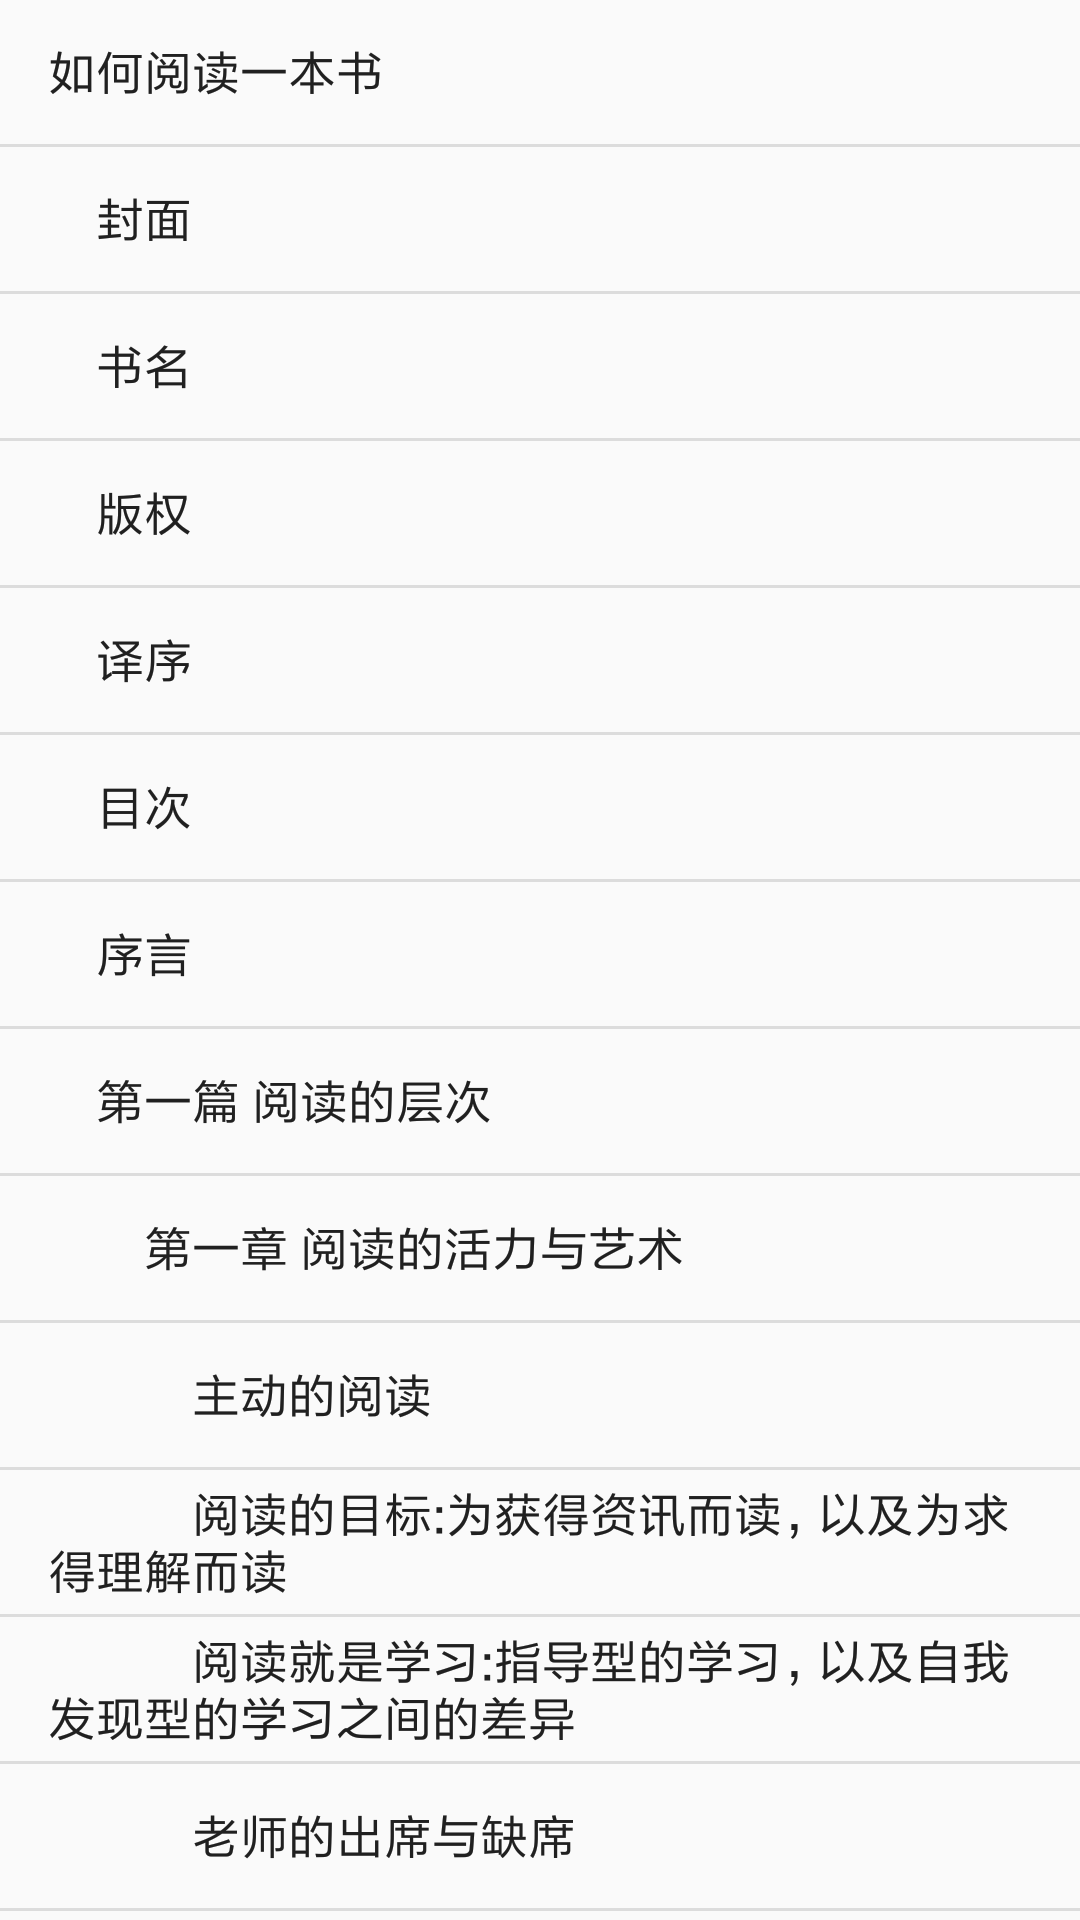 如何阅读一本书
封面
书名
版权
译序
目次
序言
第一篇 阅读的层次
第一章 阅读的活力与艺术
主动的阅读
阅读的目标:为获得资讯而读，以及为求
得理解而读
阅读就是学习:指导型的学习，以及自我
发现型的学习之间的差异
老师的出席与缺席